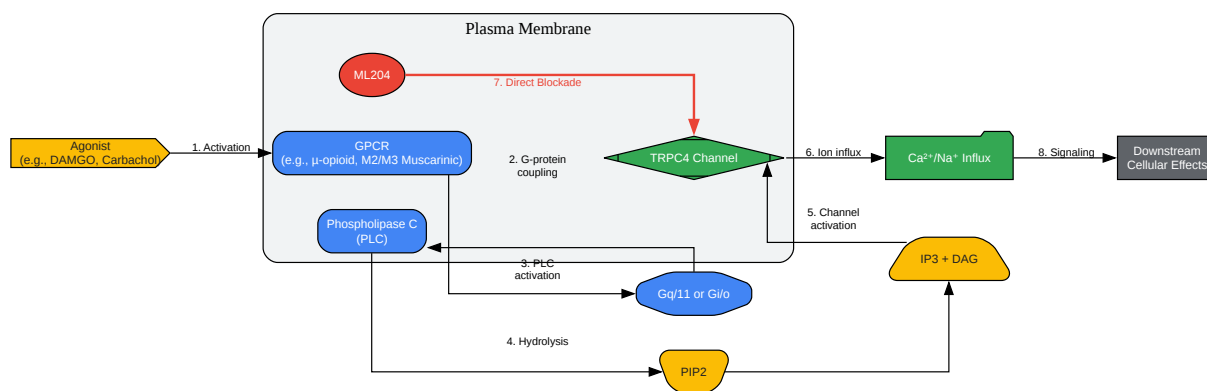 Plasma Membrane
ML204
7. Direct Blockade
Agonist
(e.g., DAMGO, Carbachol)
1. Activation
GPCR
(e.g., µ-opioid, M2/M3 Muscarinic)
2. G-protein
coupling
TRPC4 Channel
6. Ion influx
Ca²⁺/Na⁺ Influx
8. Signaling
Downstream
Cellular Effects
Phospholipase C
(PLC)
5. Channel
activation
3. PLC
activation
IP3 + DAG
Gq/11 or Gi/o
4. Hydrolysis
PIP2